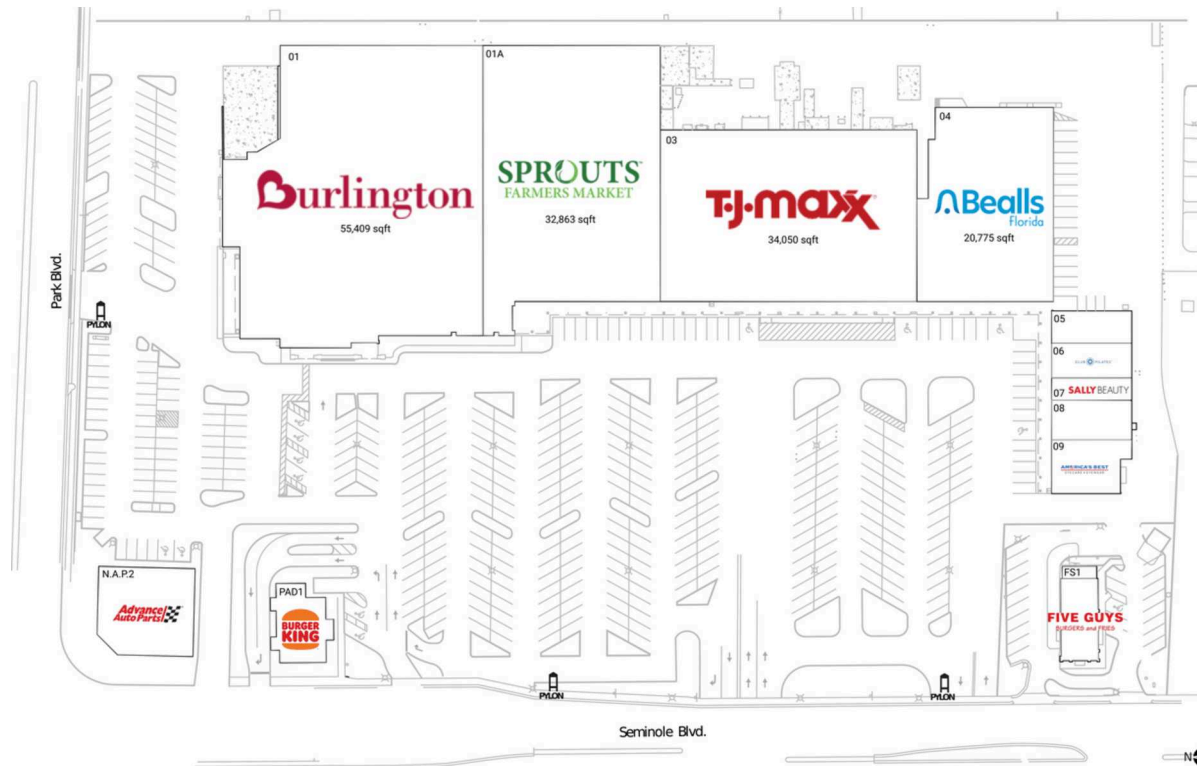 01
Burlington
55,409 sqft
01A
SPROUTS
FARMERS MARKET
32,863 sqft
03
T•J•maxx
34,050 sqft
04
Bealls
Florida
20,775 sqft
Park Blvd.
PYLON
05
06
CLUB PILATES
07 SALLY BEAUTY
08
09
AMERICA'S BEST
N.A.P.2
Advance
Auto Parts
PAD1
BURGER
KING
FS1
FIVE GUYS
BURGERS and FRIES
PYLON
PYLON
Seminole Blvd.
N